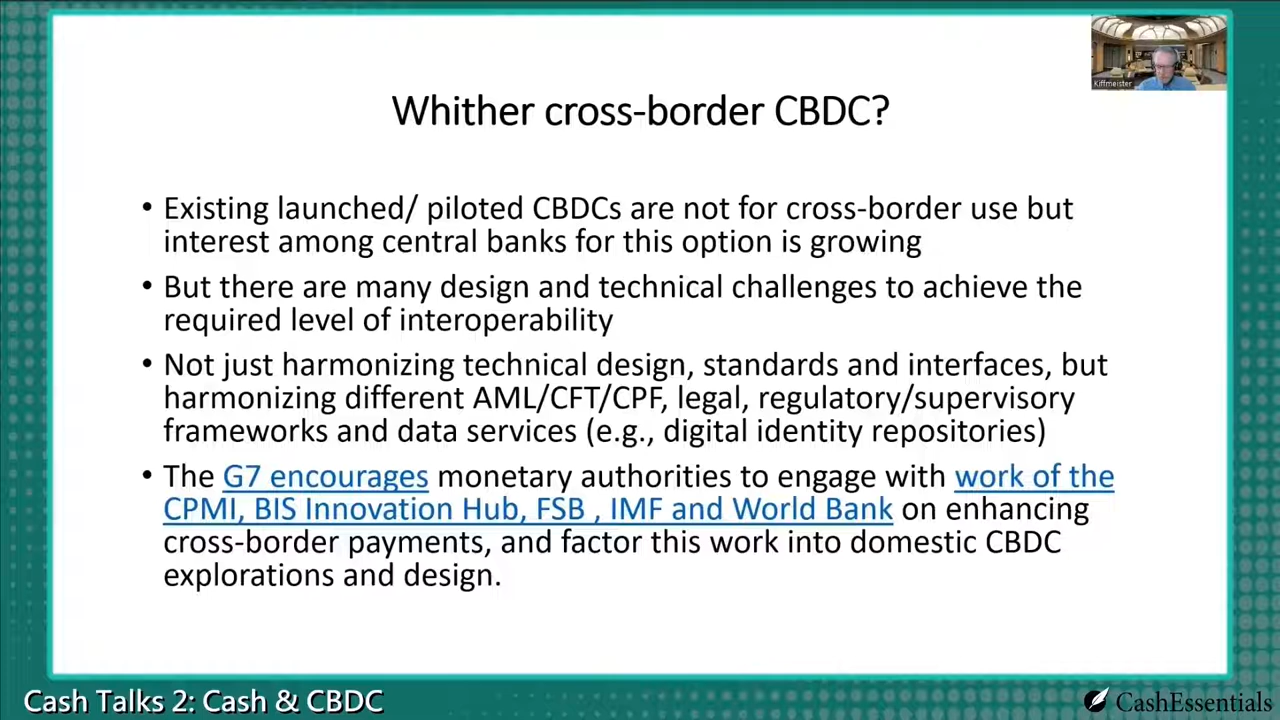 Kiffmeister
Whither cross-border CBDC?
• Existing launched/ piloted CBDCs are not for cross-border use but
interest among central banks for this option is growing
• But there are many design and technical challenges to achieve the
required level of interoperability
• Not just harmonizing technical design, standards and interfaces, but
harmonizing different AML/CFT/CPF, legal, regulatory/supervisory
frameworks and data services (e.g., digital identity repositories)
• The G7 encourages monetary authorities to engage with work of the
CPMI, BIS Innovation Hub, FSB , IMF and World Bank on enhancing
cross-border payments, and factor this work into domestic CBDC
explorations and design.
Cash Talks 2: Cash & CBDC
CashEssentials